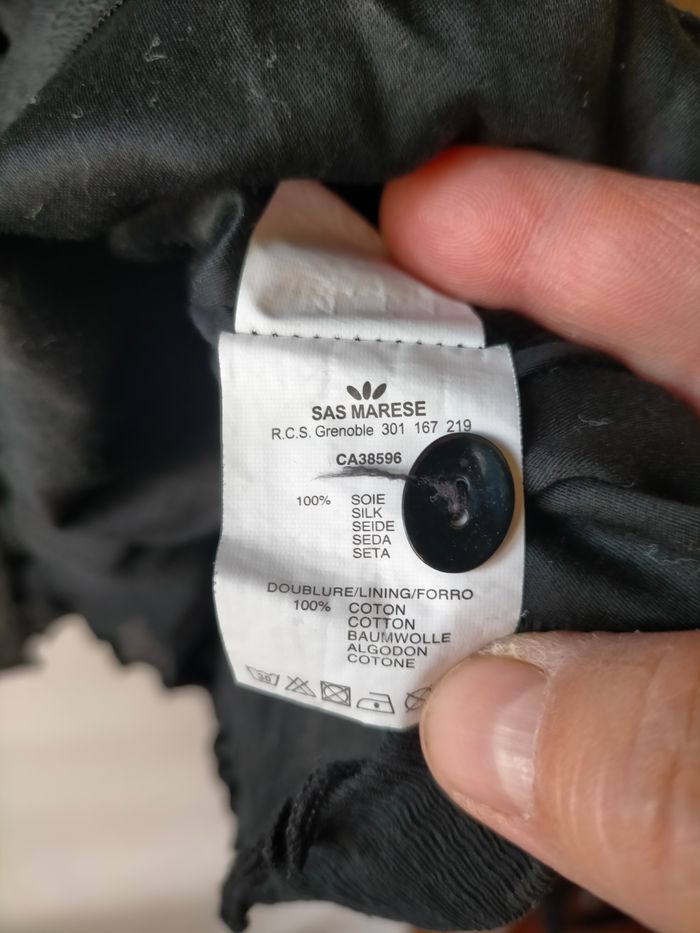 SAS MARESE
R.C.S. Grenoble 301 167 219
CA38596
100% SOIE
SILK
SEIDE
SEDA
SETA
DOUBLURE/LINING/FORRO
100% COTON
COTTON
BAUMWOLLE
ALGODON
COTONE
30